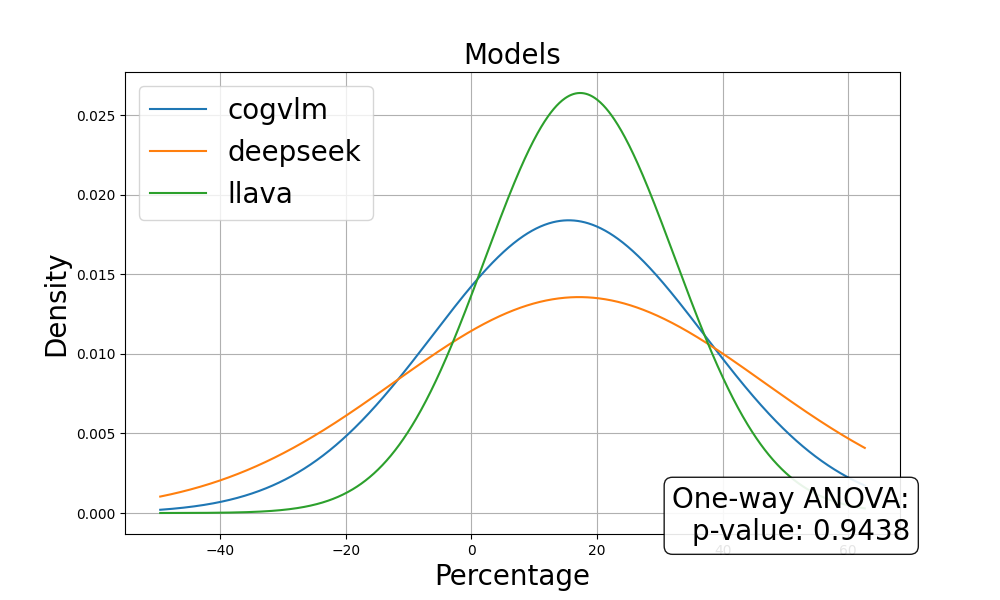 Models
cogvlm
deepseek
llava
Density
0.025
0.020
0.015
0.010
0.005
0.000
One-way ANOVA:
p-value: 0.9438
−40
−20
0
20
40
60
Percentage